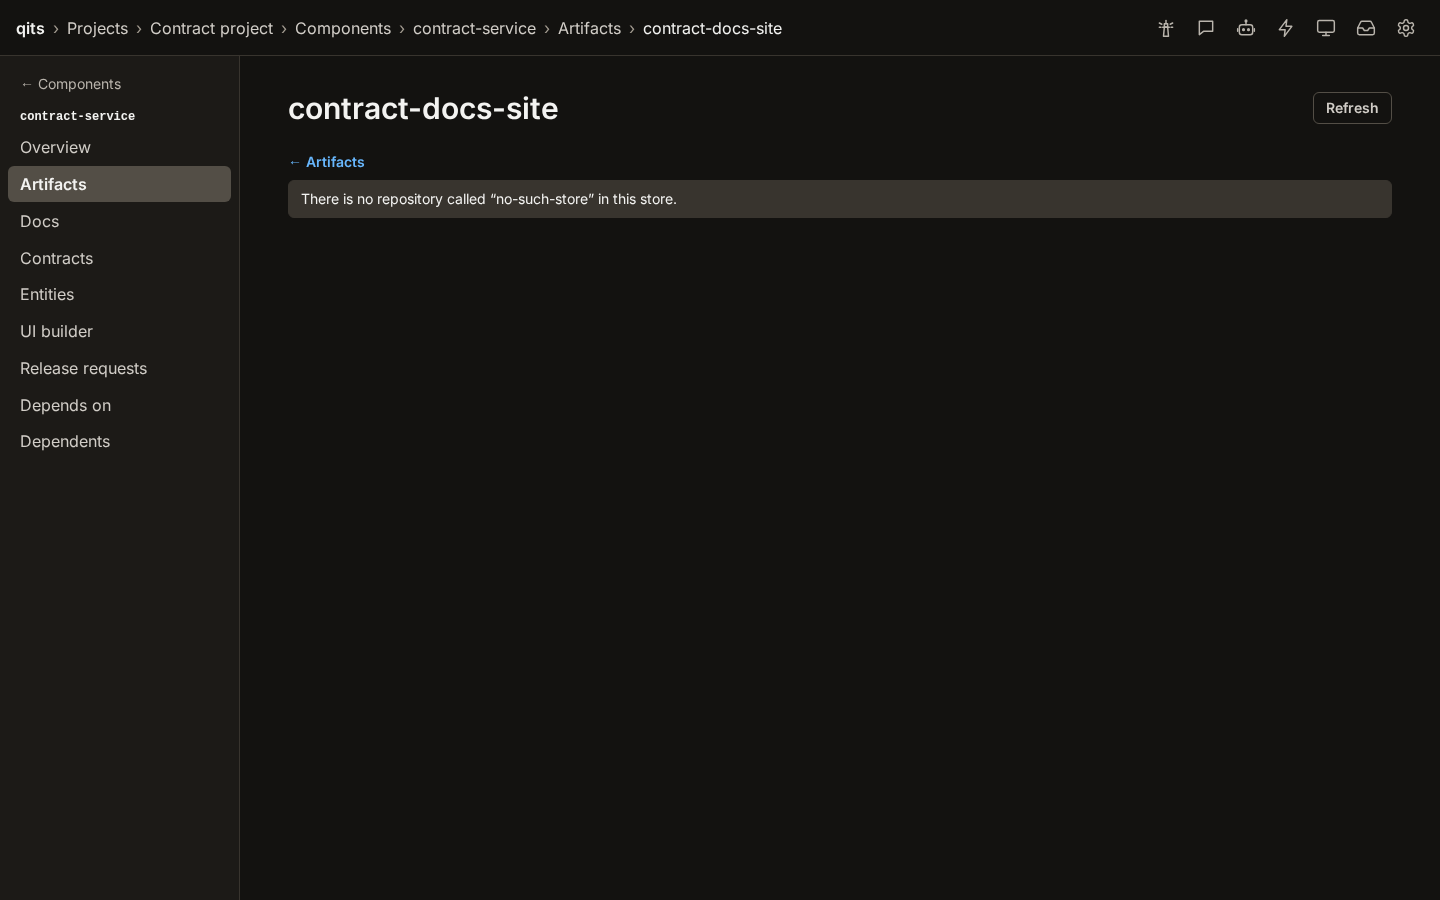 qits › Projects › Contract project › Components › contract-service › Artifacts › contract-docs-site
← Components
contract-service
Overview
Artifacts
Docs
Contracts
Entities
UI builder
Release requests
Depends on
Dependents
contract-docs-site
Refresh
← Artifacts
There is no repository called “no-such-store” in this store.